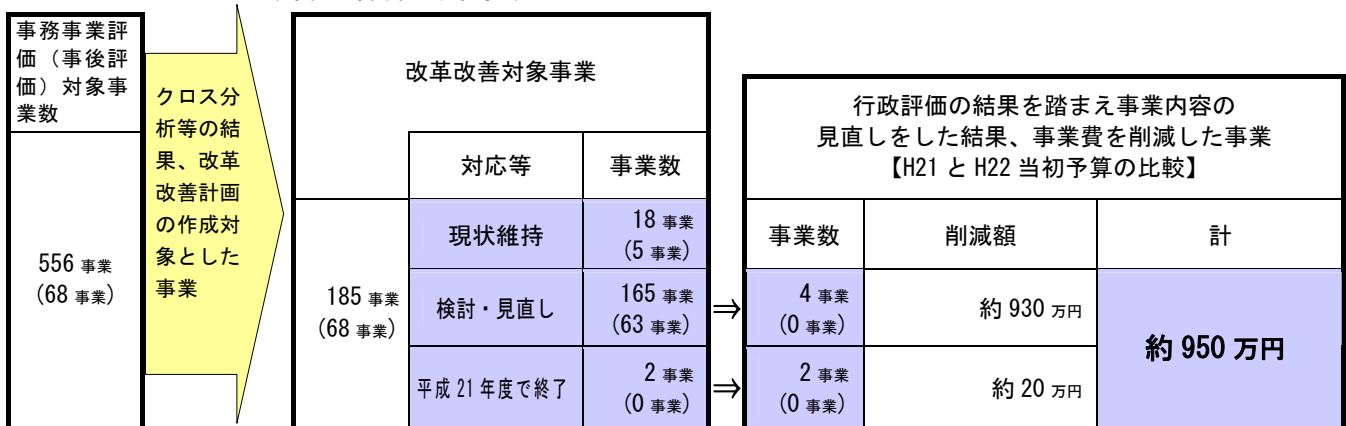 事務事業評
価（事後評
価）対象事
業数
556 事業
(68 事業)
クロス分
析等の結
果、改革
改善計画
の作成対
象とした
事業
改革改善対象事業
対応等 事業数
185 事業
(68 事業)
現状維持 18 事業
(5 事業)
検討・見直し 165 事業
(63 事業)
平成 21 年度で終了 2 事業
(0 事業)
⇒
⇒
行政評価の結果を踏まえ事業内容の
見直しをした結果、事業費を削減した事業
【H21 と H22 当初予算の比較】
事業数 削減額 計
4 事業
(0 事業)
約 930 万円
2 事業
(0 事業)
約 20 万円
約 950 万円